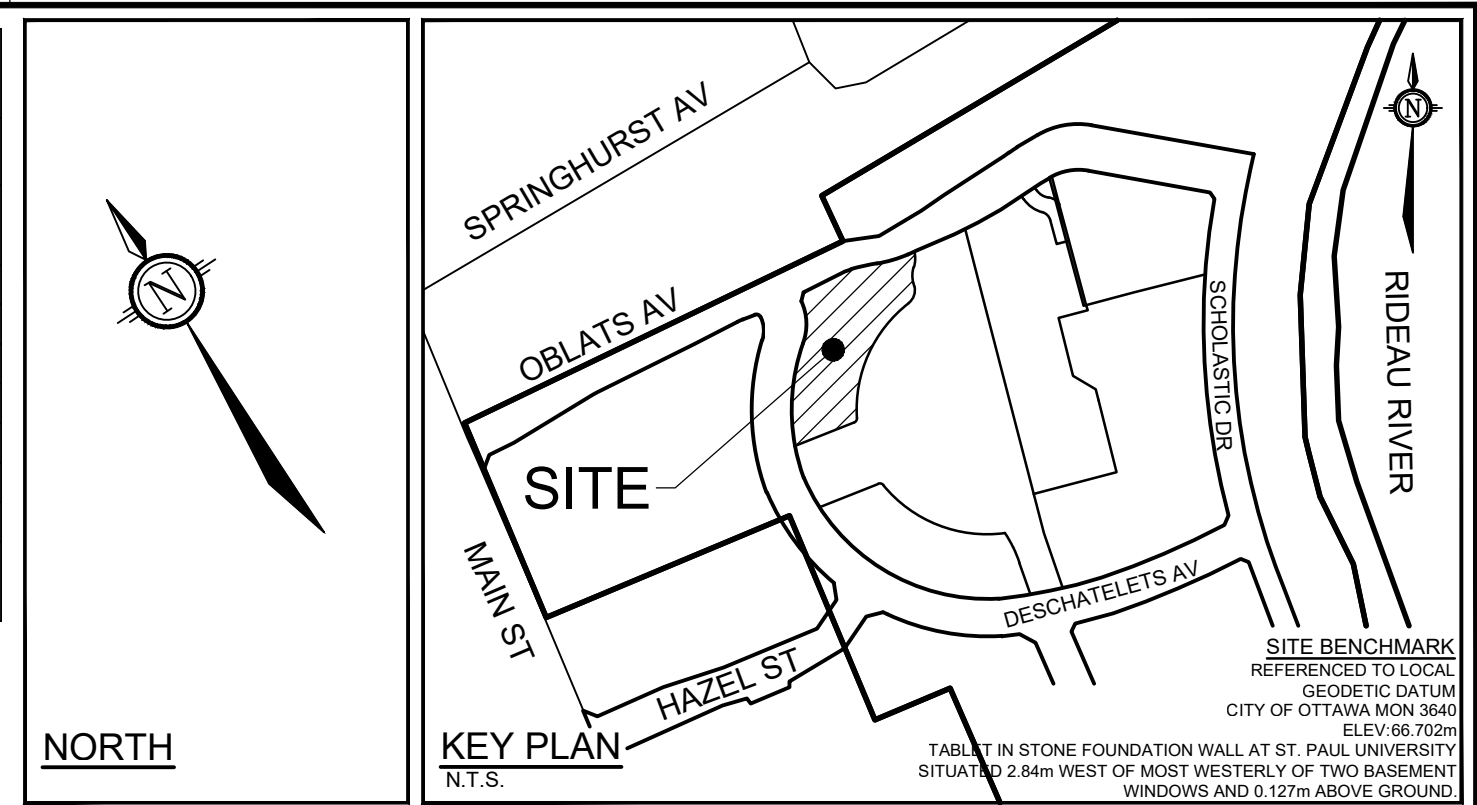 N
NORTH
SPRINGHURST AV
OBLATS AV
SITE
MAIN ST
HAZEL ST
DESCHATELETS AV
SCHOLASTIC DR
N
RIDEAU RIVER
KEY PLAN
N.T.S.
SITE BENCHMARK
REFERENCED TO LOCAL
GEODETIC DATUM
CITY OF OTTAWA MON 3640
ELEV:66.702m
TABLET IN STONE FOUNDATION WALL AT ST. PAUL UNIVERSITY
SITUATED 2.84m WEST OF MOST WESTERLY OF TWO BASEMENT
WINDOWS AND 0.127m ABOVE GROUND.